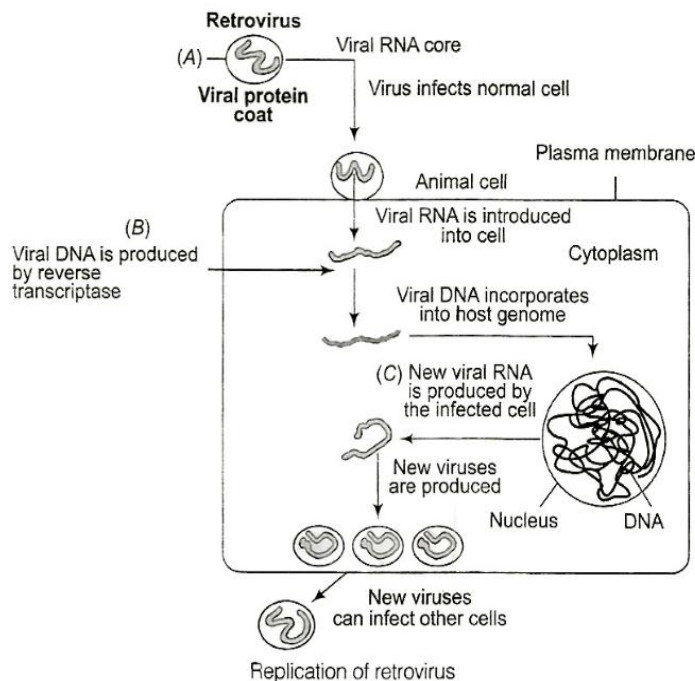 Retrovirus
(A)
Viral RNA core
Viral protein
coat
Virus infects normal cell
Plasma membrane
Animal cell
Viral RNA is introduced
into cell
(B)
Viral DNA is produced
by reverse
transcriptase
Cytoplasm
Viral DNA incorporates
into host genome
(C) New viral RNA
is produced by
the infected cell
New viruses
are produced
Nucleus
DNA
New viruses
can infect other cells
Replication of retrovirus